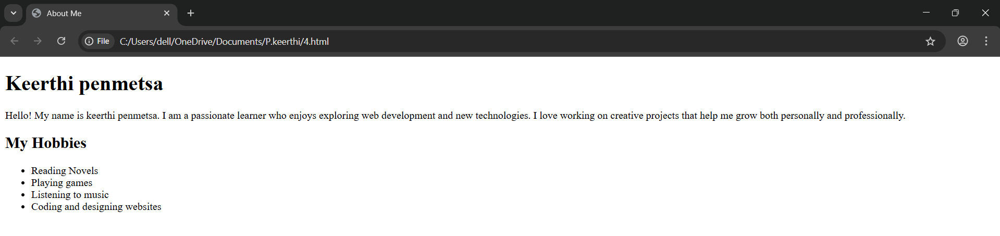 About Me
File C:/Users/dell/OneDrive/Documents/P.keerthi/4.html
Keerthi penmetsa
Hello! My name is keerthi penmetsa. I am a passionate learner who enjoys exploring web development and new technologies. I love working on creative projects that help me grow both personally and professionally.
My Hobbies
Reading Novels
Playing games
Listening to music
Coding and designing websites